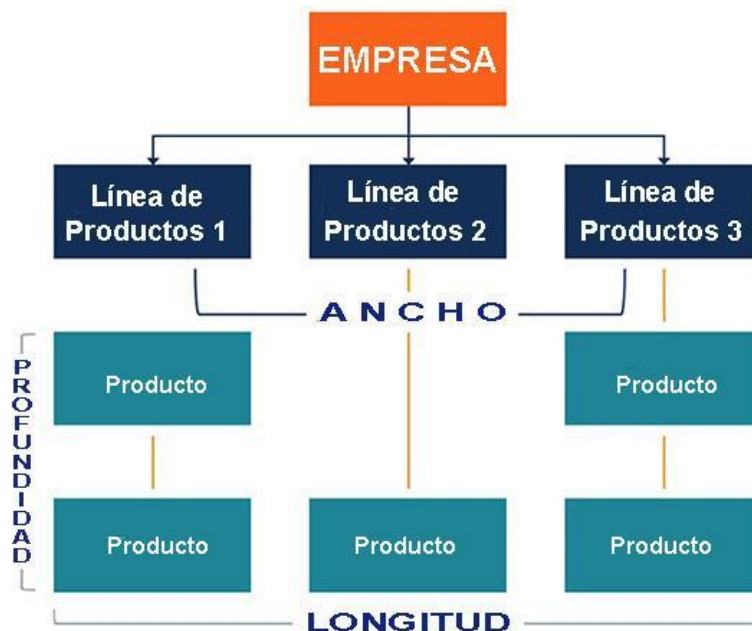 EMPRESA
Línea de
Productos 1
Línea de
Productos 2
Línea de
Productos 3
ANCHO
PROFUNDIDAD
Producto
Producto
Producto
Producto
Producto
LONGITUD